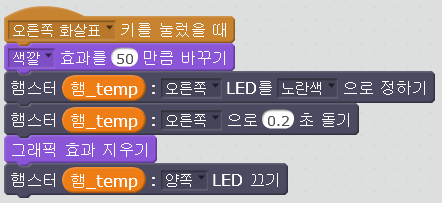 오른쪽 화살표 키를 눌렀을 때
색깔 효과를 50 만큼 바꾸기
햄스터 햄_temp : 오른쪽 LED를 노란색 으로 정하기
햄스터 햄_temp : 오른쪽 으로 0.2 초 돌기
그래픽 효과 지우기
햄스터 햄_temp : 양쪽 LED 끄기